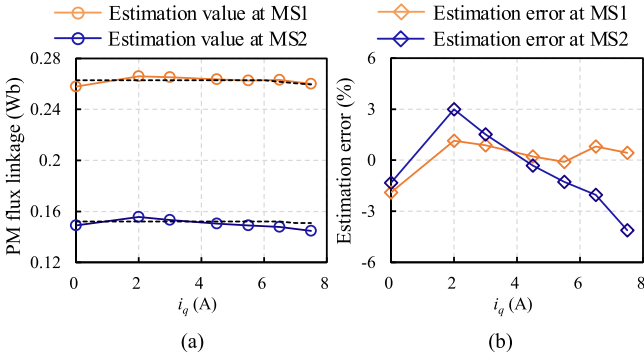 Estimation value at MS1
Estimation value at MS2
Estimation error at MS1
Estimation error at MS2
PM flux linkage (Wb)
0.28
0.24
0.2
0.16
0.12
0 2 4 6 8
i_q (A)
(a)
Estimation error (%)
6
3
0
-3
-6
0 2 4 6 8
i_q (A)
(b)